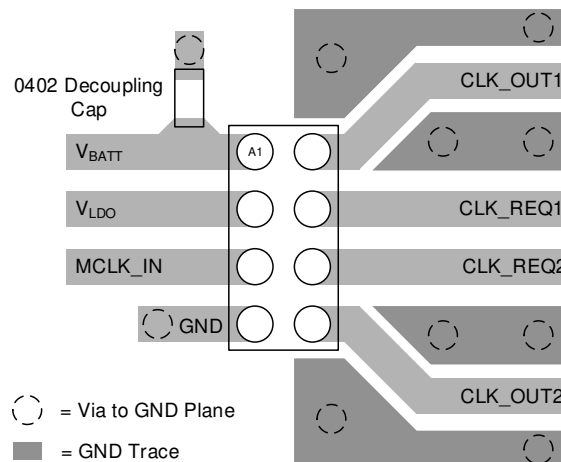 0402 Decoupling
Cap
CLK_OUT1
VBATT
A1
VLDO
CLK_REQ1
MCLK_IN
CLK_REQ2
GND
CLK_OUT2
= Via to GND Plane
= GND Trace